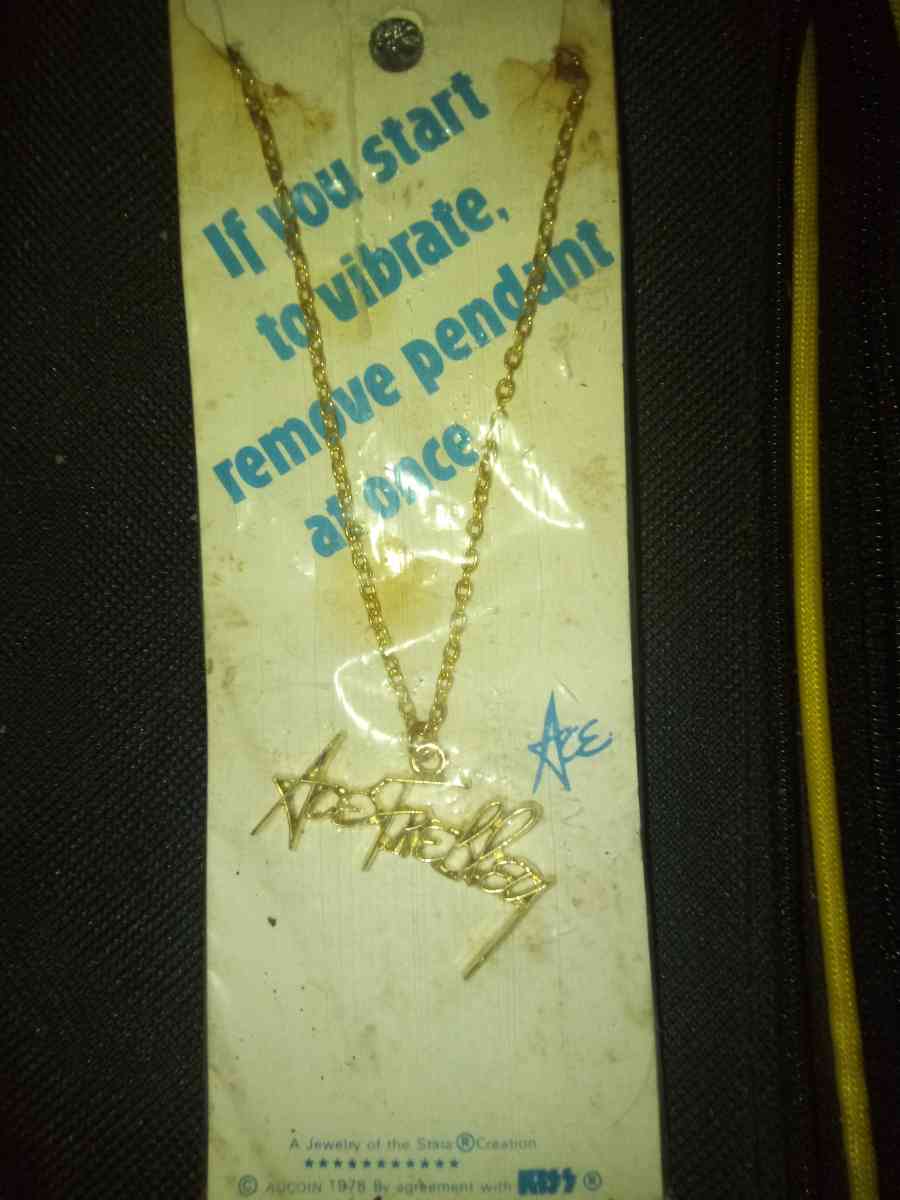 If you start
to vibrate,
remove pendant
at once.
Ace
Ace Frehley
A Jewelry of the Stars ® Creation
★★★★★★★★★★★
© AUCOIN 1978 By agreement with KISS ®